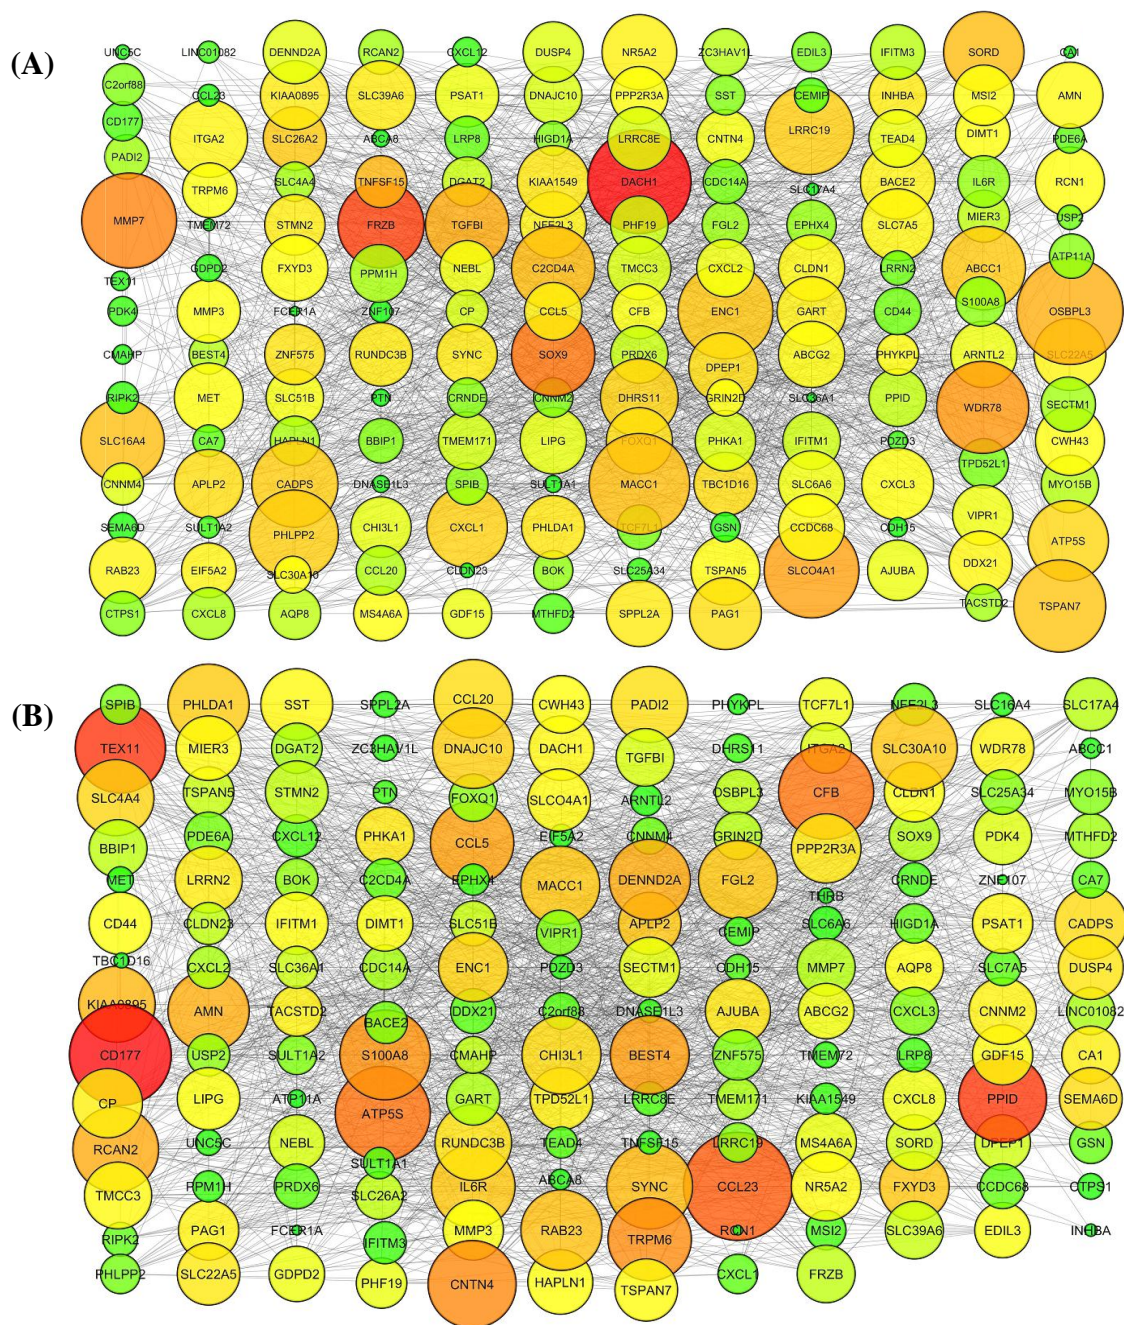 (A)
UNC5C LINC01082 DENND2A RCAN2 CXCL12 DUSP4 NR5A2 ZC3HAV1L EDIL3 IFITM3 SORD CA1
C2orf88 CCL23 KIAA0895 SLC39A6 PSAT1 DNAJC10 PPP2R3A SST CEMIP INHBA MSI2 AMN
CD177 ITGA2 SLC26A2 ABCA8 LRP8 HIGD1A LRRC8E CNTN4 LRRC19 TEAD4 DIMT1 PDE6A
PADI2 TRPM6 SLC4A4 TNFSF15 DGAT2 KIAA1549 DACH1 CDC14A SLC17A4 BACE2 IL6R RCN1
MMP7 TMEM72 STMN2 FRZB TGFBI NFE2L3 PHF19 FGL2 EPHX4 SLC7A5 MIER3 USP2
TEX11 GDPD2 FXYD3 PPM1H NEBL C2CD4A TMCC3 CXCL2 CLDN1 LRRN2 ABCC1 ATP11A
PDK4 MMP3 FCER1A ZNF107 CP CCL5 CFB ENC1 GART CD44 S100A8 OSBPL3
CMAHP BEST4 ZNF575 RUNDC3B SYNC SOX9 PRDX6 DPEP1 ABCG2 PHYKPL ARNTL2 SLC22A5
RIPK2 MET SLC51B PTN CRNDE CNNM2 DHRS11 GRIN2D SLC36A1 PPID WDR78 SECTM1
SLC16A4 CA7 HAPLN1 BBIP1 TMEM171 LIPG FOXQ1 PHKA1 IFITM1 PDZD3 TPD52L1 CWH43
CNNM4 APLP2 CADPS DNASE1L3 SPIB SULT1A1 MACC1 TBC1D16 SLC6A6 CXCL3 MYO15B
SEMA6D SULT1A2 PHLPP2 CHI3L1 CXCL1 PHLDA1 TCF7L1 GSN CCDC68 CDH15 VIPR1 ATP5S
RAB23 EIF5A2 SLC30A10 CCL20 CLDN23 BOK SLC25A34 TSPAN5 SLCO4A1 AJUBA DDX21
CTPS1 CXCL8 AQP8 MS4A6A GDF15 MTHFD2 SPPL2A PAG1 TACSTD2 TSPAN7
(B)
SPIB PHLDA1 SST SPPL2A CCL20 CWH43 PADI2 PHYKPL TCF7L1 NFE2L3 SLC16A4 SLC17A4
TEX11 MIER3 DGAT2 ZC3HAV1L DNAJC10 DACH1 TGFBI DHRS11 ITGA2 SLC30A10 WDR78 ABCC1
SLC4A4 TSPAN5 STMN2 PTN FOXQ1 SLCO4A1 ARNTL2 OSBPL3 CFB CLDN1 SLC25A34 MYO15B
BBIP1 PDE6A CXCL12 PHKA1 CCL5 EIF5A2 CNNM4 GRIN2D PPP2R3A SOX9 PDK4 MTHFD2
MET LRRN2 BOK C2CD4A EPHX4 MACC1 DENND2A FGL2 THRB CRNDE ZNF107 CA7
CD44 CLDN23 IFITM1 DIMT1 SLC51B VIPR1 APLP2 CEMIP SLC6A6 HIGD1A PSAT1 CADPS
TBC1D16 CXCL2 SLC36A1 CDC14A ENC1 PDZD3 SECTM1 CDH15 MMP7 AQP8 SLC7A5 DUSP4
KIAA0895 AMN TACSTD2 BACE2 DDX21 C2orf88 DNASE1L3 AJUBA ABCG2 CXCL3 CNNM2 LINC01082
CD177 USP2 SULT1A2 S100A8 CMAHP CHI3L1 BEST4 ZNF575 TMEM72 LRP8 GDF15 CA1
CP LIPG ATP11A ATP5S GART TPD52L1 LRRC8E TMEM171 KIAA1549 CXCL8 PPID SEMA6D
RCAN2 UNC5C NEBL SULT1A1 RUNDC3B TEAD4 TNFSF15 LRRC19 MS4A6A SORD DPEP1 GSN
TMCC3 PPM1H PRDX6 SLC26A2 IL6R ABCA8 SYNC CCL23 NR5A2 FXYD3 CCDC68 CTPS1
RIPK2 PAG1 FCER1A IFITM3 MMP3 RAB23 TRPM6 RCN1 MSI2 SLC39A6 EDIL3 INHBA
PHLPP2 SLC22A5 GDPD2 PHF19 CNTN4 HAPLN1 TSPAN7 CXCL1 FRZB